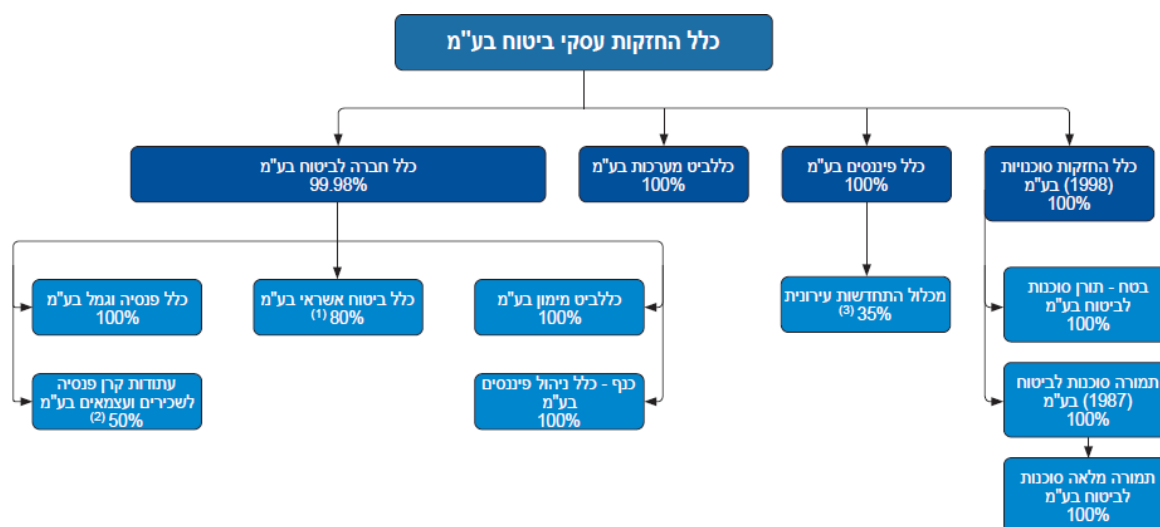 כלל החזקות עסקי ביטוח בע"מ
כלל החזקות סוכנויות
(1998) בע"מ
100%
כלל פיננסים בע"מ
100%
כללביט מערכות בע"מ
100%
כלל חברה לביטוח בע"מ
99.98%
בטח - תורן סוכנות
לביטוח בע"מ
100%
מכלול התחדשות עירונית
35% (3)
כללביט מימון בע"מ
100%
כלל ביטוח אשראי בע"מ
80% (1)
כלל פנסיה וגמל בע"מ
100%
תמורה סוכנות לביטוח
(1987) בע"מ
100%
כנף - כלל ניהול פיננסים
בע"מ
100%
עתודות קרן פנסיה
לשכירים ועצמאים בע"מ
50% (2)
תמורה מלאה סוכנות
לביטוח בע"מ
100%